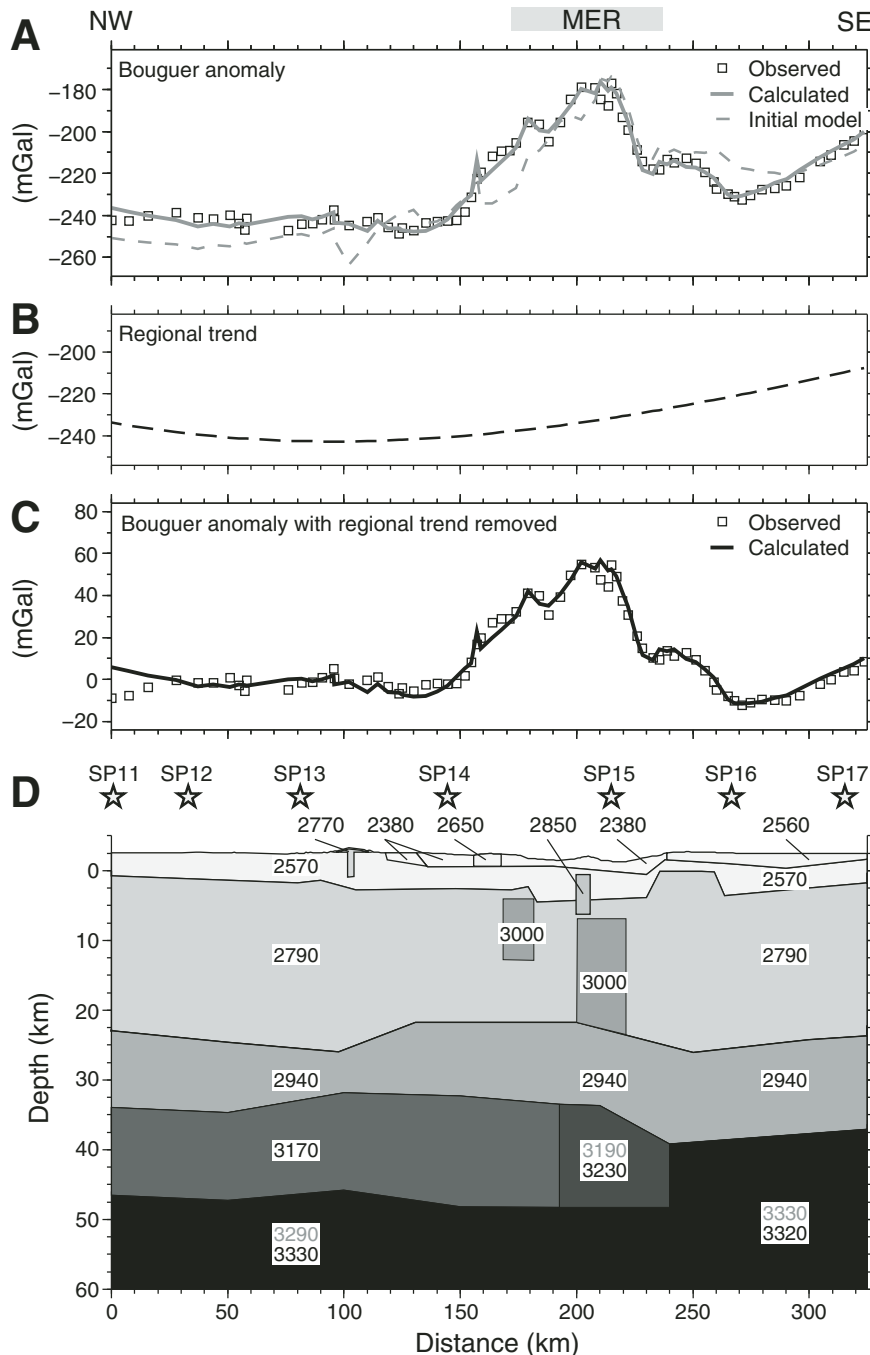 NW MER SE
A
Bouguer anomaly
Observed
Calculated
Initial model
−180
−200
−220
−240
−260
(mGal)
B
Regional trend
−200
−220
−240
(mGal)
C
Bouguer anomaly with regional trend removed
Observed
Calculated
80
60
40
20
0
−20
(mGal)
SP11 SP12 SP13 SP14 SP15 SP16 SP17
D
2770 2380 2650 2850 2380 2560
2570 2570
3000
2790 2790
3000
2940 2940 2940
3170
3190
3230
3290
3330
3330
3320
0
10
20
30
40
50
60
Depth (km)
0 50 100 150 200 250 300
Distance (km)